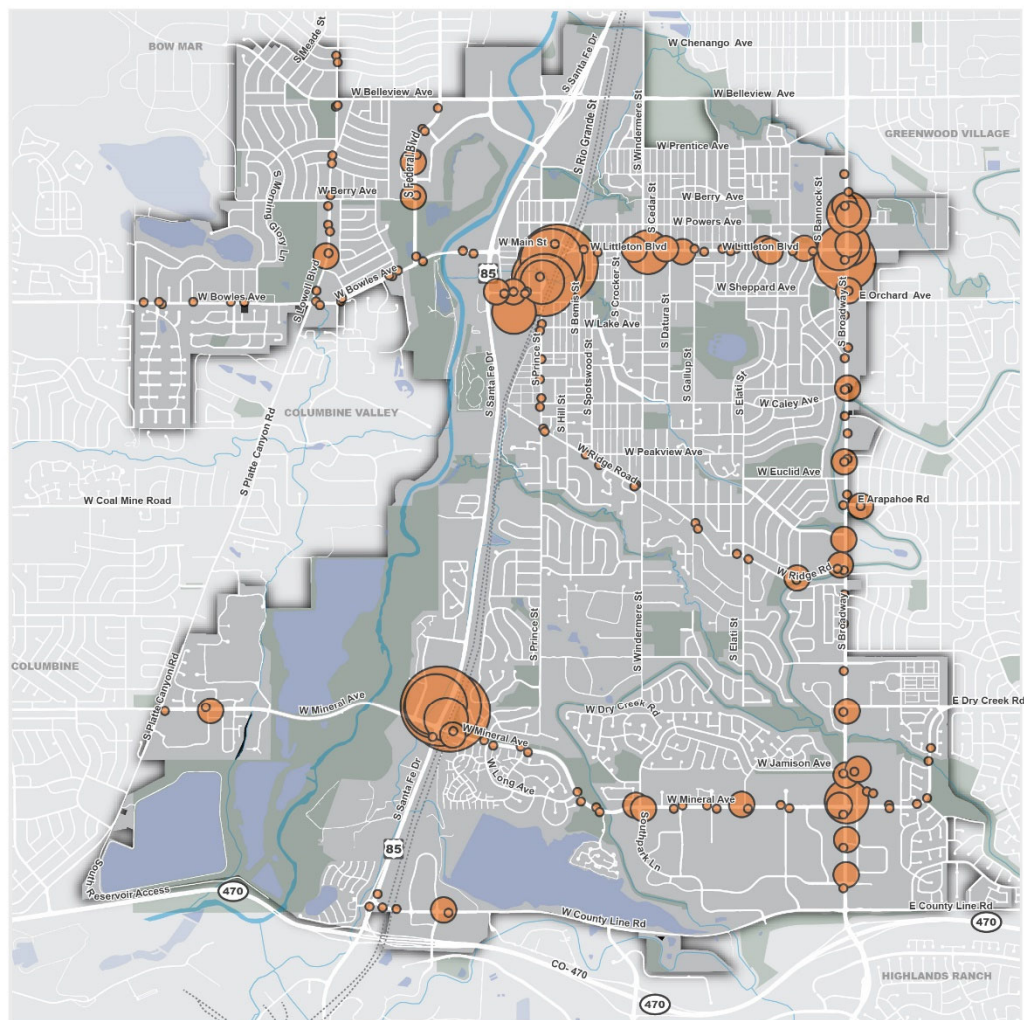 BOW MAR
S Meade St
S Santa Fe Dr
W Chenango Ave
W Belleview Ave
W Belleview Ave
S Rio Grande St
S Windermere St
GREENWOOD VILLAGE
W Prentice Ave
S Federal Blvd
S Morning Glory Ln
W Berry Ave
S Cedar St
W Berry Ave
S Bannock St
W Powers Ave
W Main St
W Littleton Blvd
W Littleton Blvd
85
W Bowles Ave
W Bowles Ave
S Lowell Blvd
S Bemis St
S Crocker St
W Sheppard Ave
E Orchard Ave
W Lake Ave
S Datura St
S Broadway St
S Santa Fe Dr
S Prince St
S Spotswood St
S Gallup St
S Elati St
S Hill St
W Caley Ave
COLUMBINE VALLEY
S Platte Canyon Rd
W Peakview Ave
W Ridge Road
W Euclid Ave
W Coal Mine Road
E Arapahoe Rd
W Ridge Rd
S Prince St
S Windermere St
S Elati St
S Broadway
COLUMBINE
S Platte Canyon Rd
W Mineral Ave
W Dry Creek Rd
E Dry Creek Rd
W Mineral Ave
W Long Ave
W Jamison Ave
S Santa Fe Dr
W Mineral Ave
Southpark Ln
85
South
Reservoir Access
470
E County Line Rd
W County Line Rd
470
CO- 470
HIGHLANDS RANCH
470